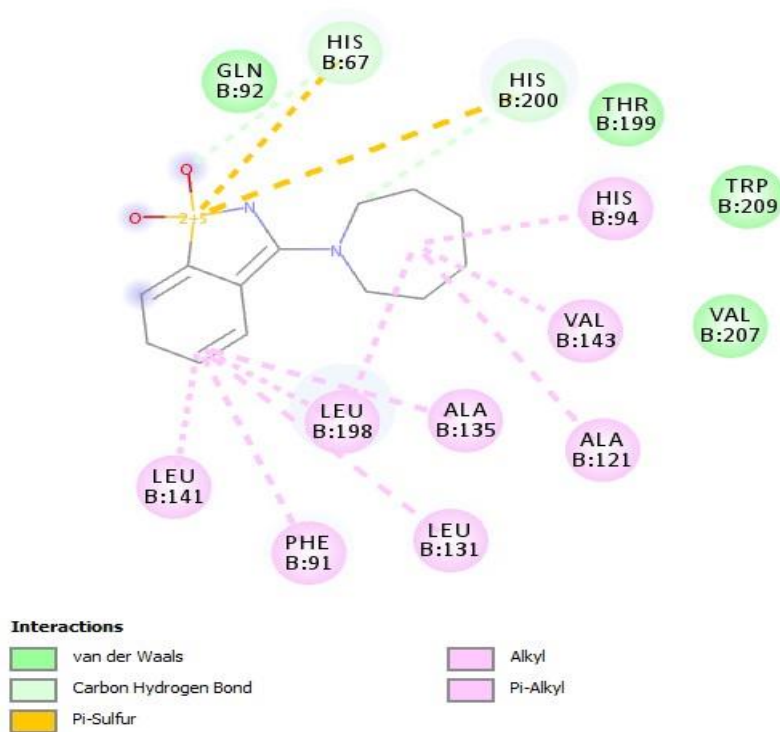 HIS
B:67
GLN
B:92
HIS
B:200
THR
B:199
O
TRP
B:209
HIS
B:94
O
2+S
N
N
VAL
B:207
VAL
B:143
LEU
B:198
ALA
B:135
ALA
B:121
LEU
B:141
LEU
B:131
PHE
B:91
Interactions
van der Waals
Carbon Hydrogen Bond
Pi-Sulfur
Alkyl
Pi-Alkyl